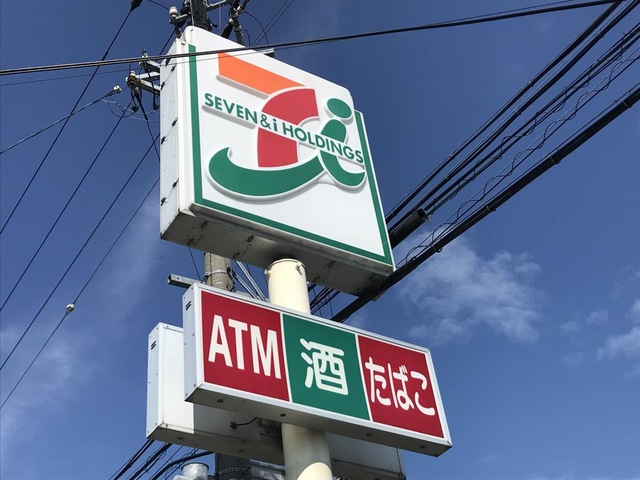 SEVEN & i HOLDINGS
ATM 酒 たばこ